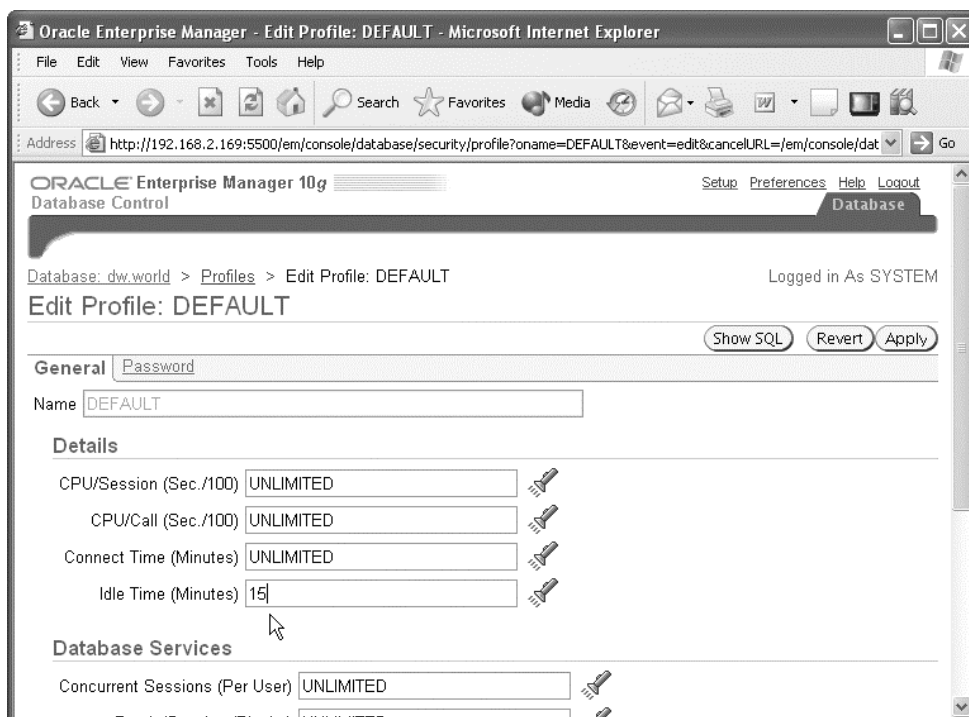 Oracle Enterprise Manager - Edit Profile: DEFAULT - Microsoft Internet Explorer
File Edit View Favorites Tools Help
Back Search Favorites Media
Address http://192.168.2.169:5500/em/console/database/security/profile?oname=DEFAULT&event=edit&cancelURL=/em/console/dat Go
ORACLE Enterprise Manager 10g
Database Control
Setup Preferences Help Logout
Database
Database: dw.world > Profiles > Edit Profile: DEFAULT Logged in As SYSTEM
Edit Profile: DEFAULT
Show SQL Revert Apply
General Password
Name DEFAULT
Details
CPU/Session (Sec./100) UNLIMITED
CPU/Call (Sec./100) UNLIMITED
Connect Time (Minutes) UNLIMITED
Idle Time (Minutes) 15
Database Services
Concurrent Sessions (Per User) UNLIMITED